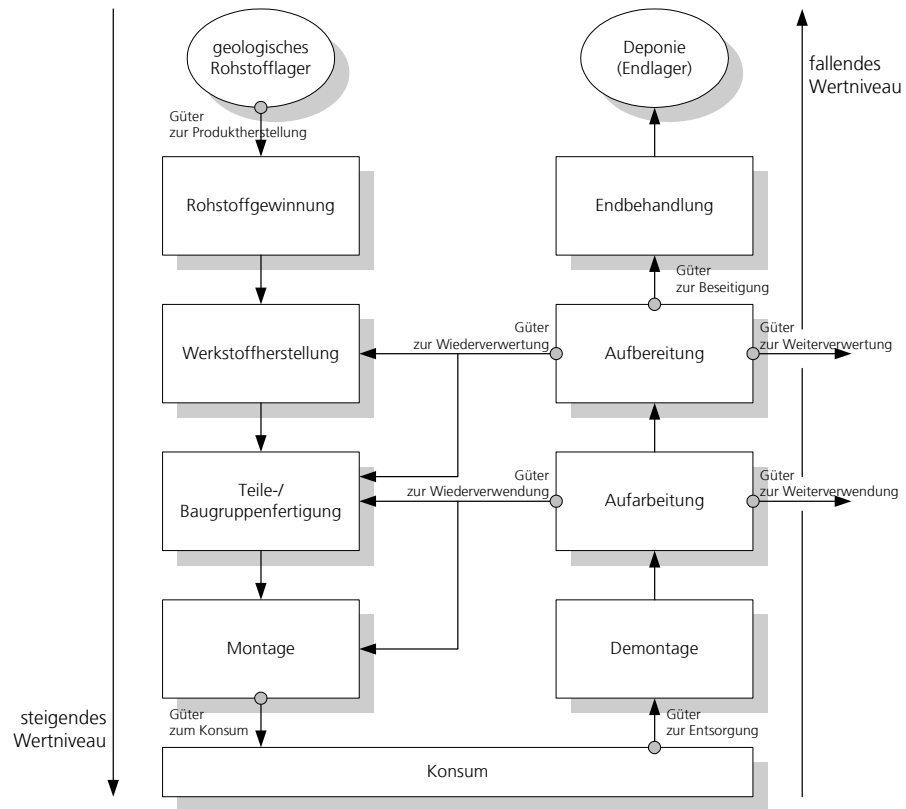 geologisches
Rohstofflager
Deponie
(Endlager)
fallendes
Wertniveau
Güter
zur Produktherstellung
Rohstoffgewinnung
Endbehandlung
Güter
zur Beseitigung
Werkstoffherstellung
Güter
zur Wiederverwertung
Aufbereitung
Güter
zur Weiterverwertung
Teile-/
Baugruppenfertigung
Güter
zur Wiederverwendung
Aufarbeitung
Güter
zur Weiterverwendung
Montage
Demontage
steigendes
Wertniveau
Güter
zum Konsum
Güter
zur Entsorgung
Konsum